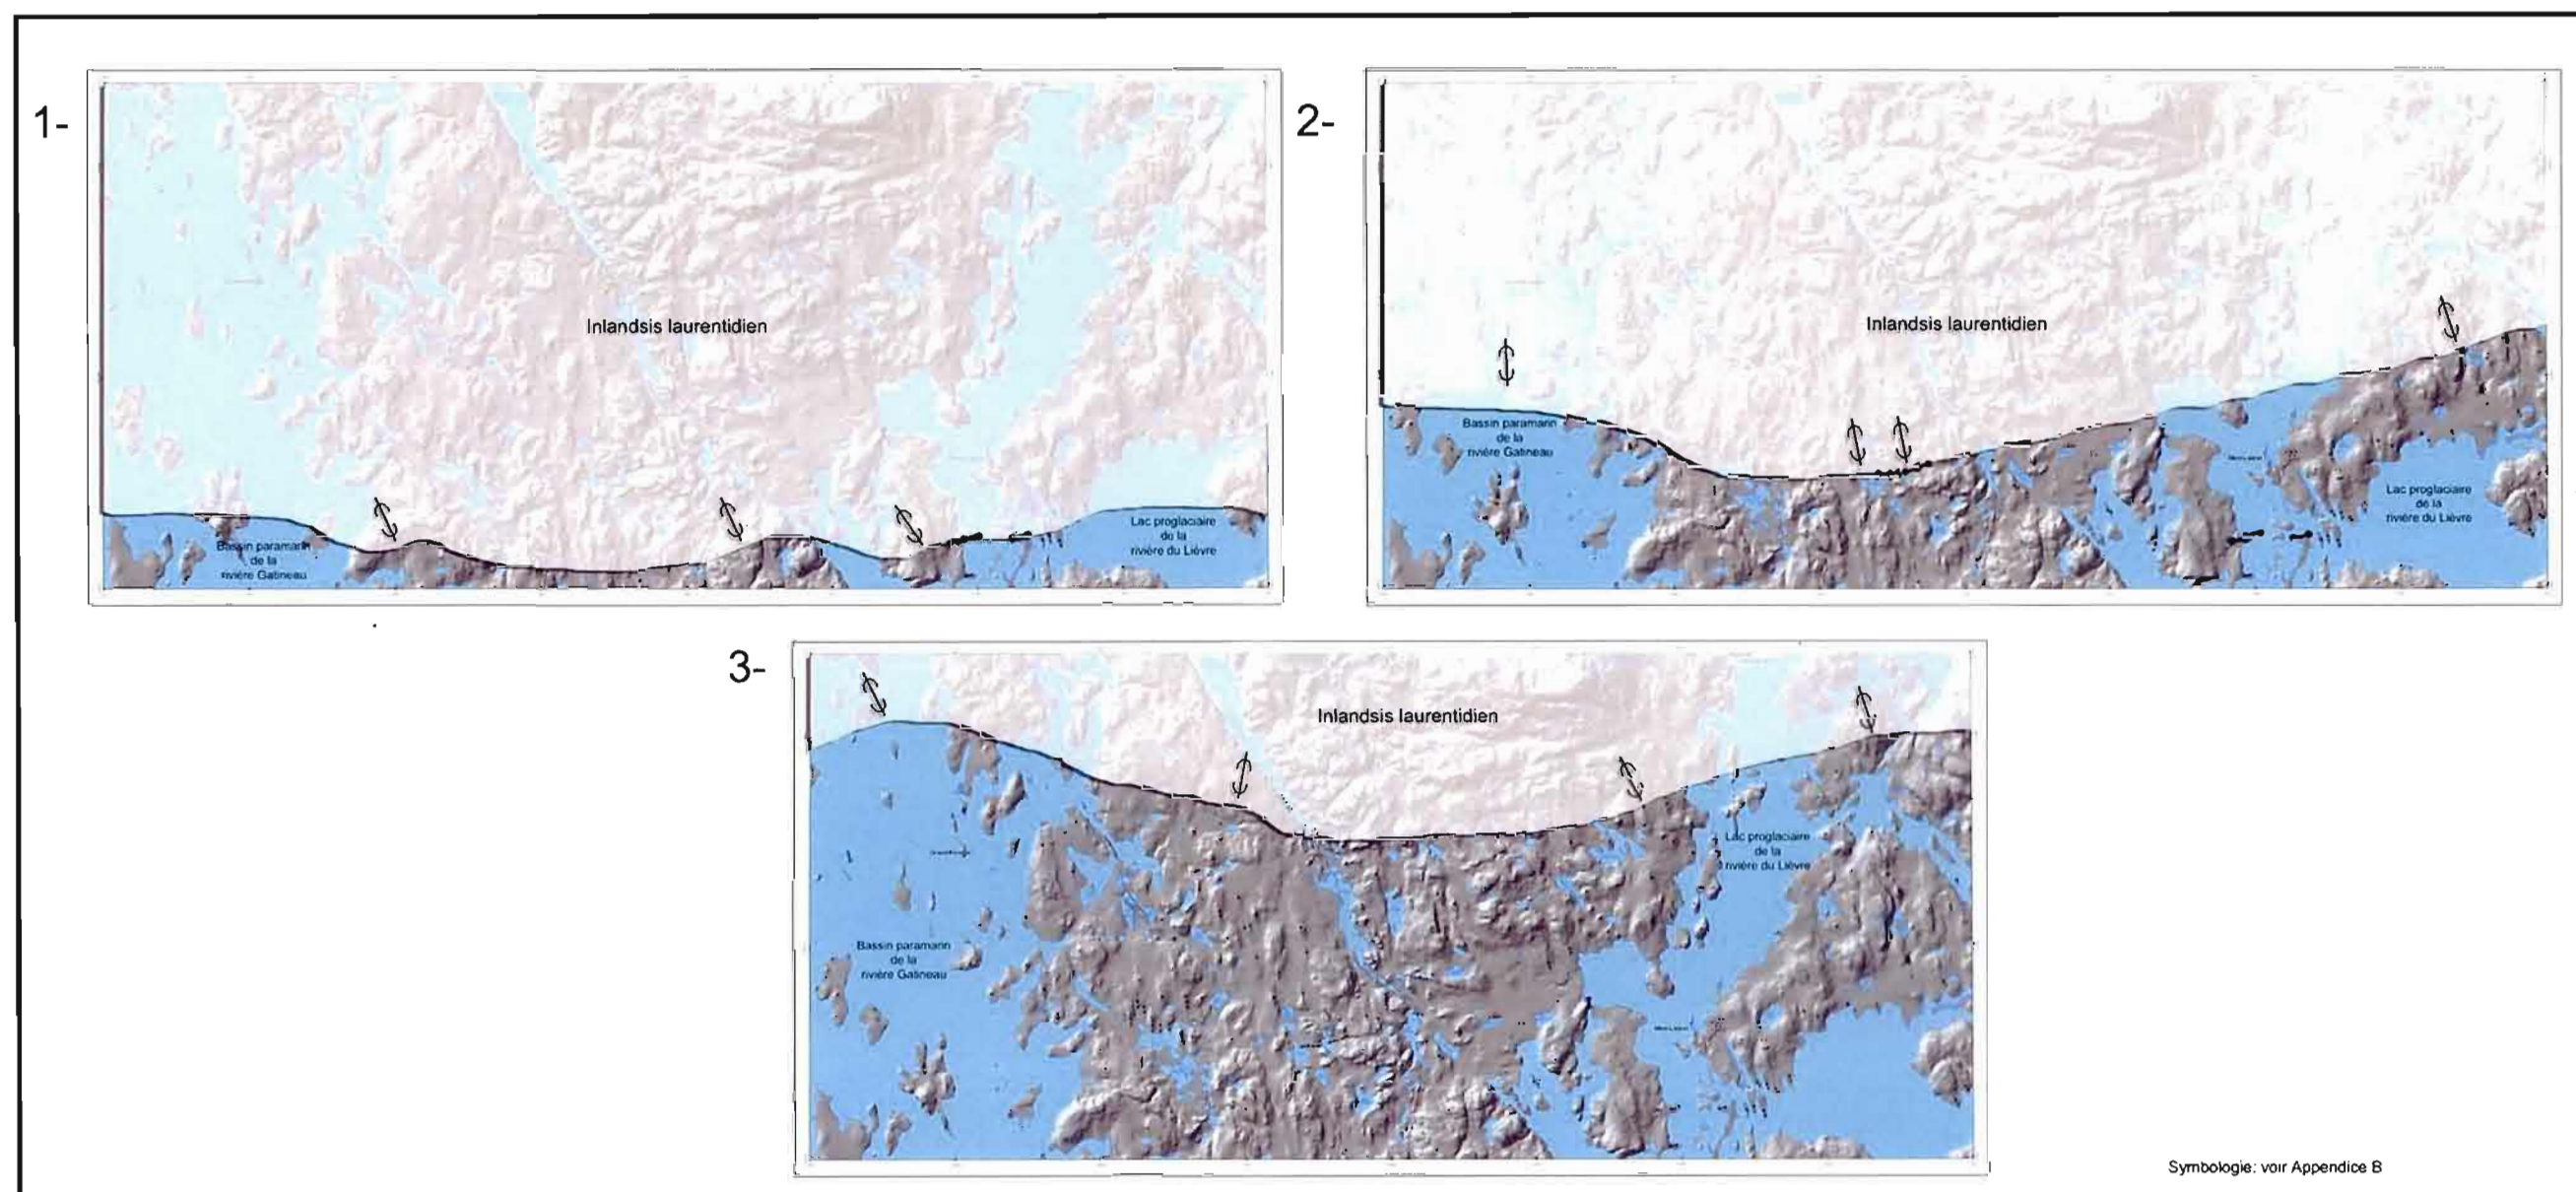 1-
Inlandsis laurentidien
Bassin paramarin
de la
rivière Gatineau
Lac proglaciaire
de la
rivière du Lièvre
2-
Inlandsis laurentidien
Bassin paramarin
de la
rivière Gatineau
Lac proglaciaire
de la
rivière du Lièvre
3-
Inlandsis laurentidien
Lac proglaciaire
de la
rivière du Lièvre
Bassin paramarin
de la
rivière Gatineau
Symbologie: voir Appendice B